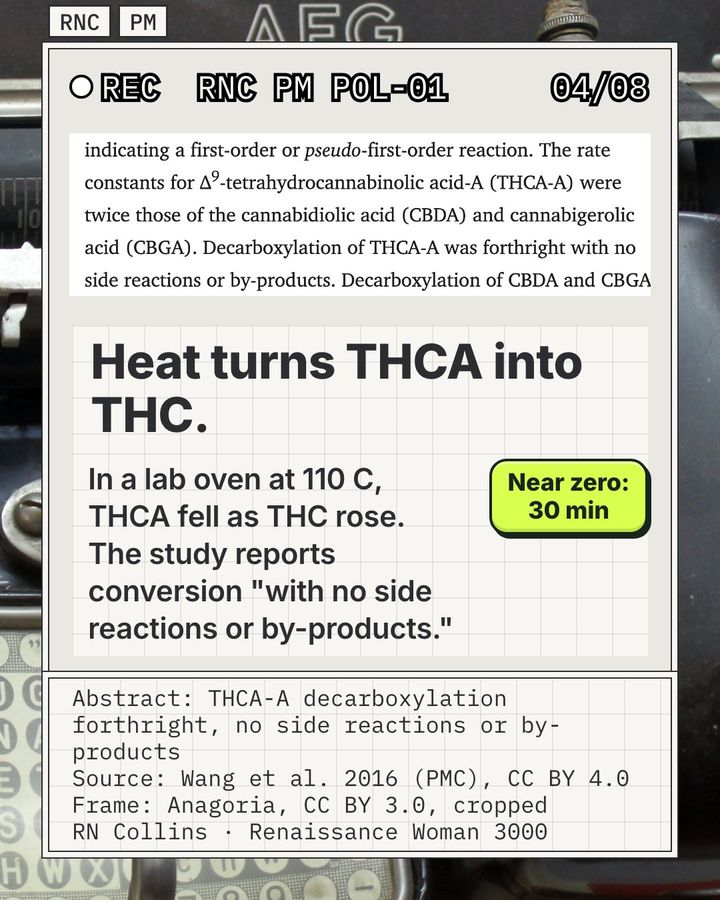 AEG
RNC PM
REC RNC PM POL-01 04/08
indicating a first-order or pseudo-first-order reaction. The rate
constants for Δ⁹-tetrahydrocannabinolic acid-A (THCA-A) were
twice those of the cannabidiolic acid (CBDA) and cannabigerolic
acid (CBGA). Decarboxylation of THCA-A was forthright with no
side reactions or by-products. Decarboxylation of CBDA and CBGA
Heat turns THCA into
THC.
In a lab oven at 110 C,
THCA fell as THC rose.
The study reports
conversion "with no side
reactions or by-products."
Near zero:
30 min
Abstract: THCA-A decarboxylation
forthright, no side reactions or by-
products
Source: Wang et al. 2016 (PMC), CC BY 4.0
Frame: Anagoria, CC BY 3.0, cropped
RN Collins · Renaissance Woman 3000
H W X